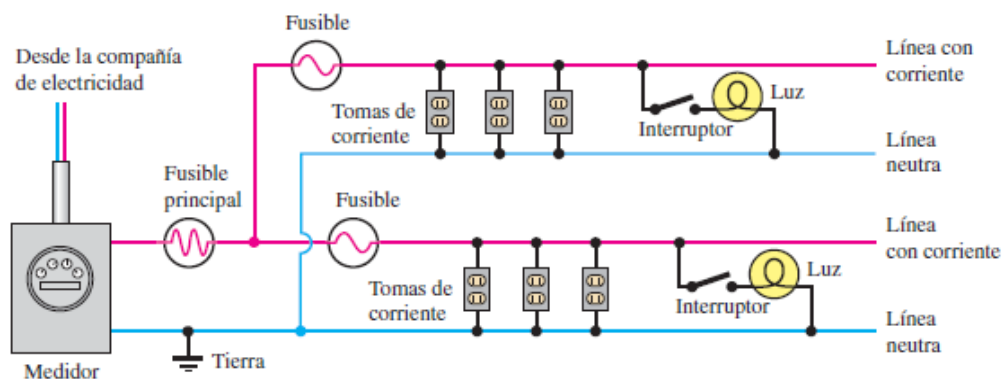 Fusible
Desde la compañía
de electricidad
Línea con
corriente
Tomas de
corriente
Luz
Interruptor
Línea
neutra
Fusible
principal
Fusible
Línea
con corriente
Tomas de
corriente
Luz
Interruptor
Línea
neutra
Tierra
Medidor